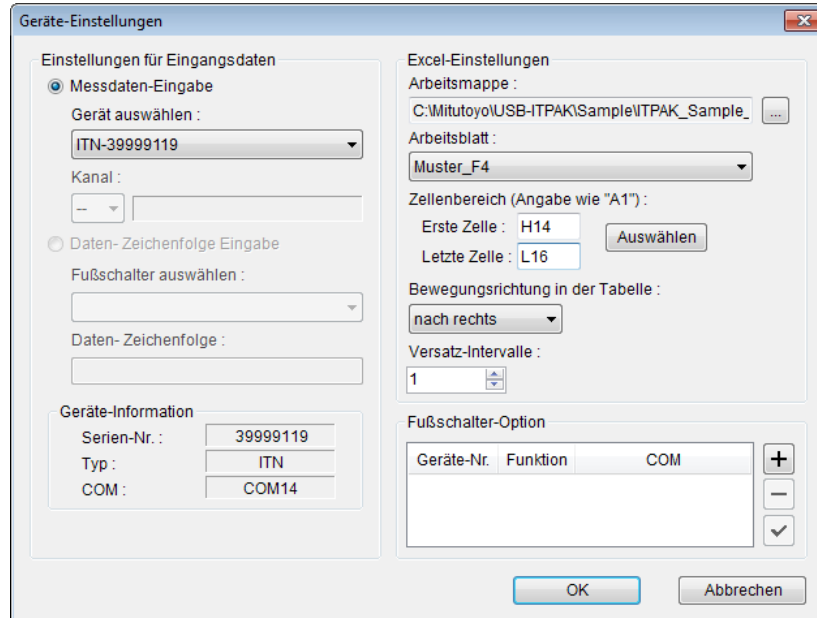 Geräte-Einstellungen
Einstellungen für Eingangsdaten
Messdaten-Eingabe
Gerät auswählen :
ITN-39999119
Kanal :
--
Daten- Zeichenfolge Eingabe
Fußschalter auswählen :
Daten- Zeichenfolge :
Geräte-Information
Serien-Nr. : 39999119
Typ : ITN
COM : COM14
Excel-Einstellungen
Arbeitsmappe :
C:\Mitutoyo\USB-ITPAK\Sample\ITPAK_Sample_ ...
Arbeitsblatt :
Muster_F4
Zellenbereich (Angabe wie "A1") :
Erste Zelle : H14
Auswählen
Letzte Zelle : L16
Bewegungsrichtung in der Tabelle :
nach rechts
Versatz-Intervalle :
1
Fußschalter-Option
Geräte-Nr. Funktion COM
OK Abbrechen